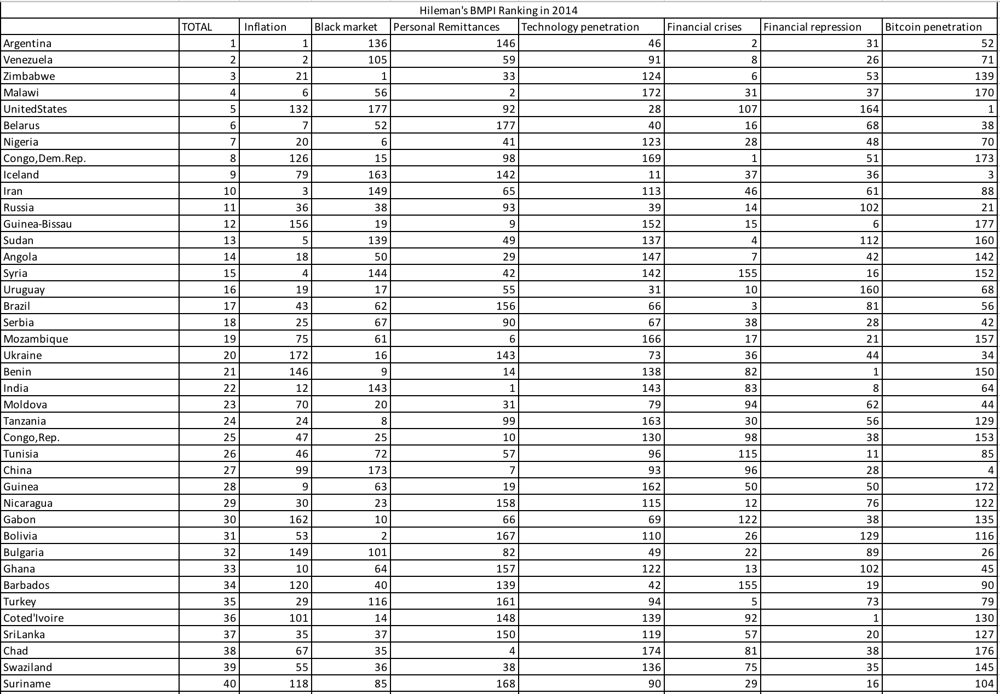 Hileman's BMPI Ranking in 2014
TOTAL Inflation Black market Personal Remittances Technology penetration Financial crises Financial repression Bitcoin penetration
Argentina 1 1 136 146 46 2 31 52
Venezuela 2 2 105 59 91 8 26 71
Zimbabwe 3 21 1 33 124 6 53 139
Malawi 4 6 56 2 172 31 37 170
UnitedStates 5 132 177 92 28 107 164 1
Belarus 6 7 52 177 40 16 68 38
Nigeria 7 20 6 41 123 28 48 70
Congo,Dem.Rep. 8 126 15 98 169 1 51 173
Iceland 9 79 163 142 11 37 36 3
Iran 10 3 149 65 113 46 61 88
Russia 11 36 38 93 39 14 102 21
Guinea-Bissau 12 156 19 9 152 15 6 177
Sudan 13 5 139 49 137 4 112 160
Angola 14 18 50 29 147 7 42 142
Syria 15 4 144 42 142 155 16 152
Uruguay 16 19 17 55 31 10 160 68
Brazil 17 43 62 156 66 3 81 56
Serbia 18 25 67 90 67 38 28 42
Mozambique 19 75 61 6 166 17 21 157
Ukraine 20 172 16 143 73 36 44 34
Benin 21 146 9 14 138 82 1 150
India 22 12 143 1 143 83 8 64
Moldova 23 70 20 31 79 94 62 44
Tanzania 24 24 8 99 163 30 56 129
Congo,Rep. 25 47 25 10 130 98 38 153
Tunisia 26 46 72 57 96 115 11 85
China 27 99 173 7 93 96 28 4
Guinea 28 9 63 19 162 50 50 172
Nicaragua 29 30 23 158 115 12 76 122
Gabon 30 162 10 66 69 122 38 135
Bolivia 31 53 2 167 110 26 129 116
Bulgaria 32 149 101 82 49 22 89 26
Ghana 33 10 64 157 122 13 102 45
Barbados 34 120 40 139 42 155 19 90
Turkey 35 29 116 161 94 5 73 79
Coted'Ivoire 36 101 14 148 139 92 1 130
SriLanka 37 35 37 150 119 57 20 127
Chad 38 67 35 4 174 81 38 176
Swaziland 39 55 36 38 136 75 35 145
Suriname 40 118 85 168 90 29 16 104